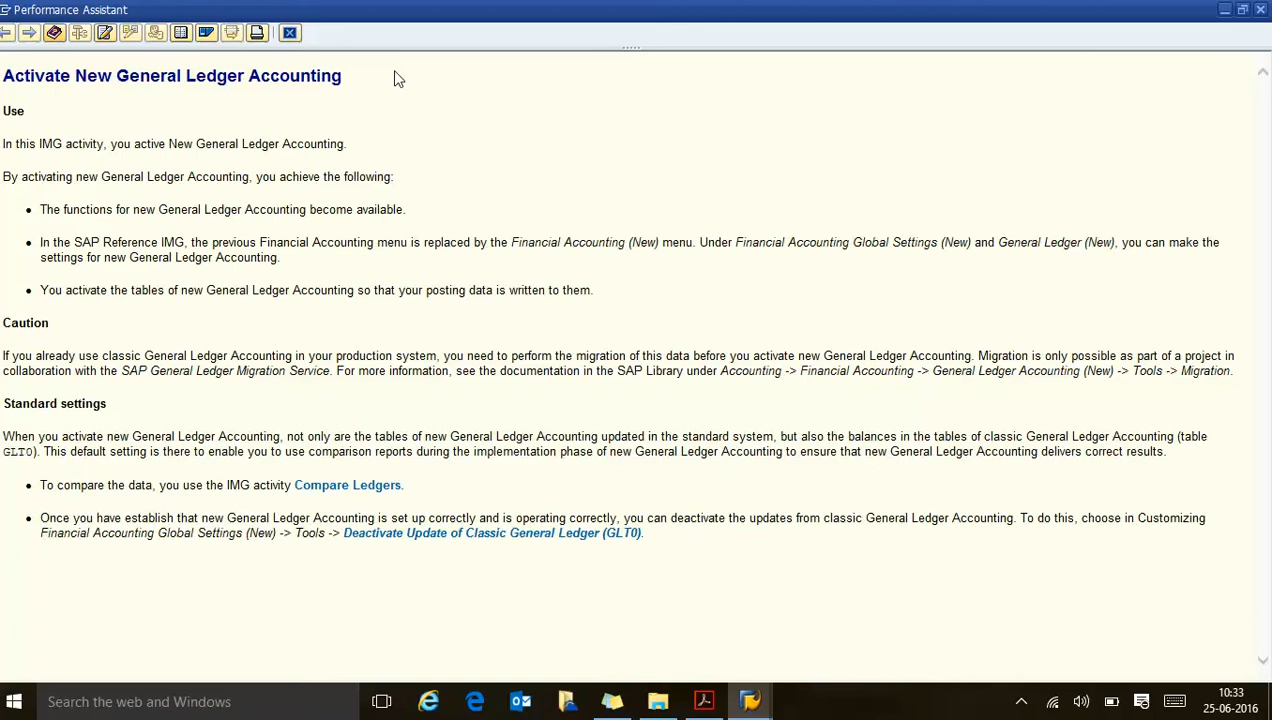 Performance Assistant
Activate New General Ledger Accounting
Use
In this IMG activity, you active New General Ledger Accounting.
By activating new General Ledger Accounting, you achieve the following:
• The functions for new General Ledger Accounting become available.
• In the SAP Reference IMG, the previous Financial Accounting menu is replaced by the Financial Accounting (New) menu. Under Financial Accounting Global Settings (New) and General Ledger (New), you can make the
settings for new General Ledger Accounting.
• You activate the tables of new General Ledger Accounting so that your posting data is written to them.
Caution
If you already use classic General Ledger Accounting in your production system, you need to perform the migration of this data before you activate new General Ledger Accounting. Migration is only possible as part of a project in
collaboration with the SAP General Ledger Migration Service. For more information, see the documentation in the SAP Library under Accounting -> Financial Accounting -> General Ledger Accounting (New) -> Tools -> Migration.
Standard settings
When you activate new General Ledger Accounting, not only are the tables of new General Ledger Accounting updated in the standard system, but also the balances in the tables of classic General Ledger Accounting (table
GLT0). This default setting is there to enable you to use comparison reports during the implementation phase of new General Ledger Accounting to ensure that new General Ledger Accounting delivers correct results.
• To compare the data, you use the IMG activity Compare Ledgers.
• Once you have establish that new General Ledger Accounting is set up correctly and is operating correctly, you can deactivate the updates from classic General Ledger Accounting. To do this, choose in Customizing
Financial Accounting Global Settings (New) -> Tools -> Deactivate Update of Classic General Ledger (GLT0).
Search the web and Windows
10:33
25-06-2016